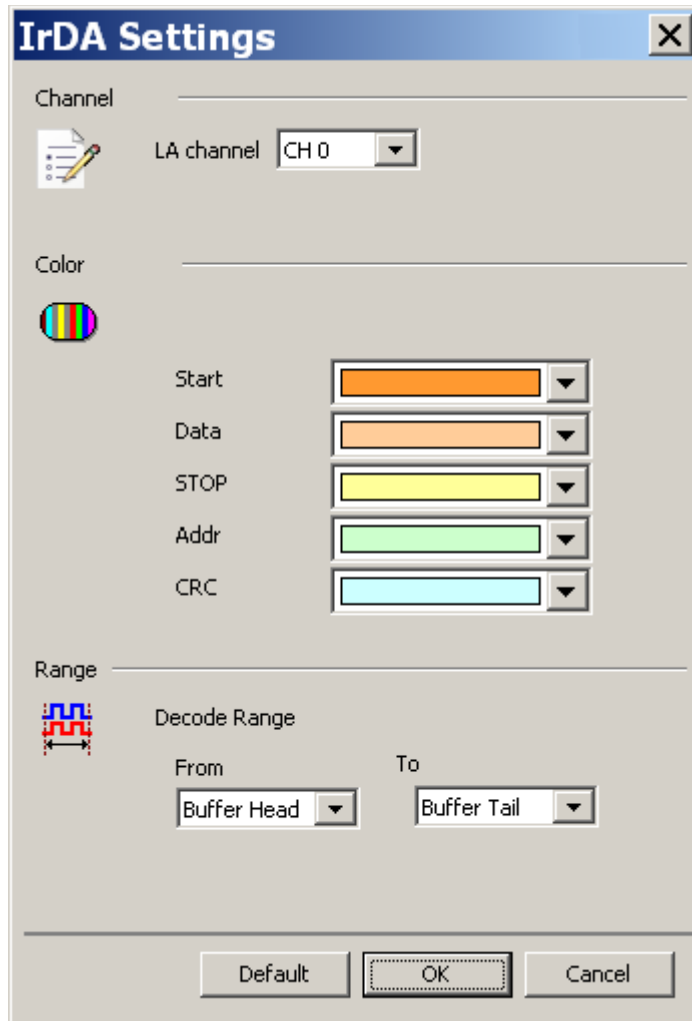 IrDA Settings
Channel
LA channel CH 0
Color
Start
Data
STOP
Addr
CRC
Range
Decode Range
From To
Buffer Head Buffer Tail
Default OK Cancel